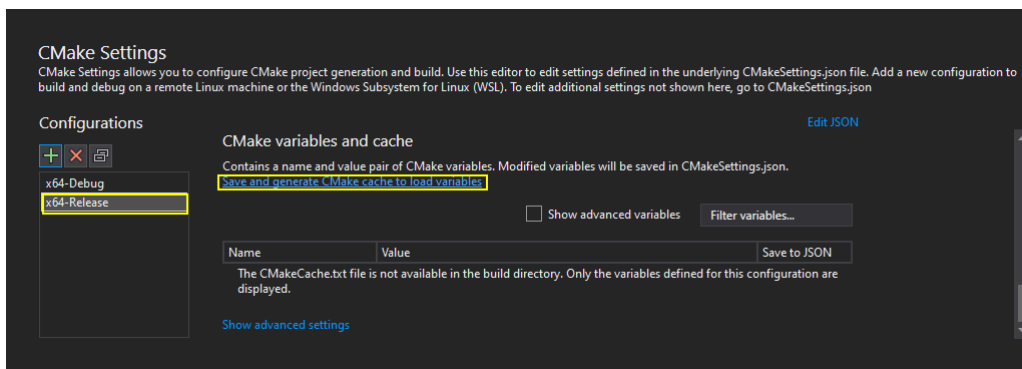 CMake Settings
CMake Settings allows you to configure CMake project generation and build. Use this editor to edit settings defined in the underlying CMakeSettings.json file. Add a new configuration to
build and debug on a remote Linux machine or the Windows Subsystem for Linux (WSL). To edit additional settings not shown here, go to CMakeSettings.json
Edit JSON
Configurations
x64-Debug
x64-Release
CMake variables and cache
Contains a name and value pair of CMake variables. Modified variables will be saved in CMakeSettings.json.
Save and generate CMake cache to load variables
Show advanced variables
Filter variables...
Name Value Save to JSON
The CMakeCache.txt file is not available in the build directory. Only the variables defined for this configuration are
displayed.
Show advanced settings